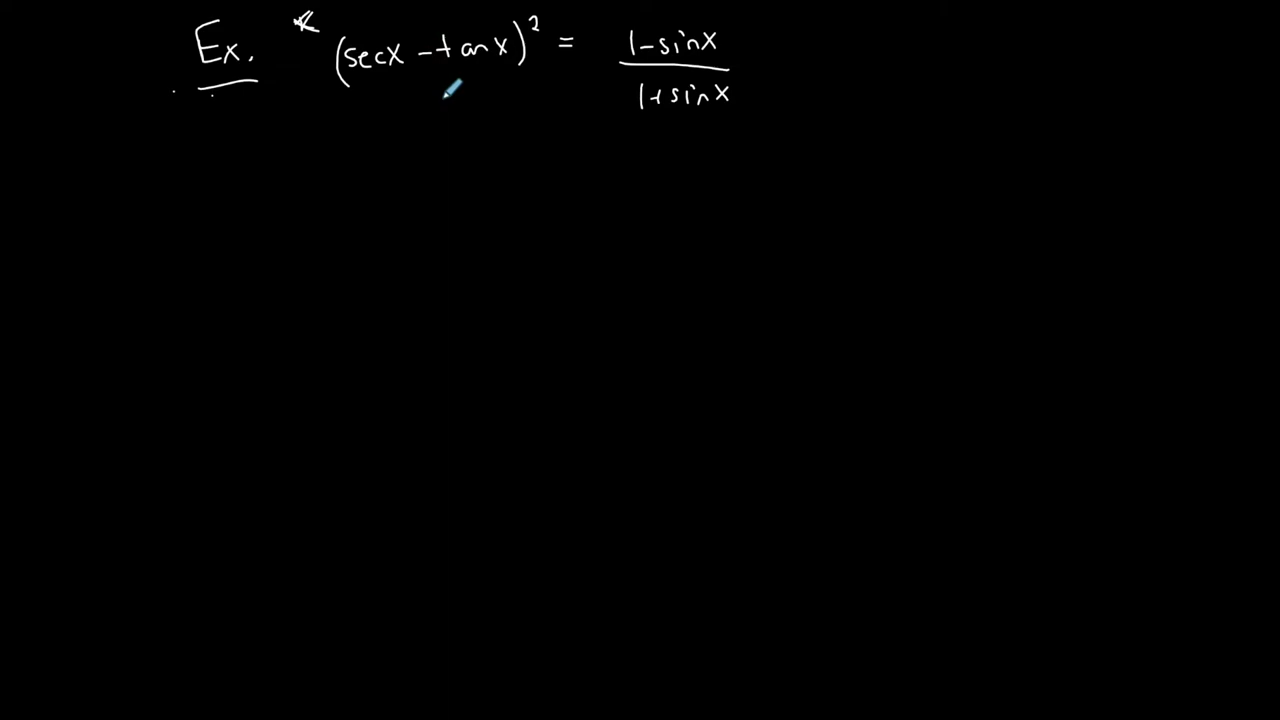 Ex. * (secx - tanx)² = (1-sinx)/(1+sinx)